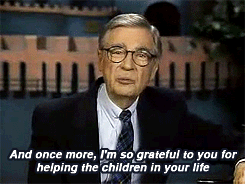 And once more, I'm so grateful to you for
helping the children in your life